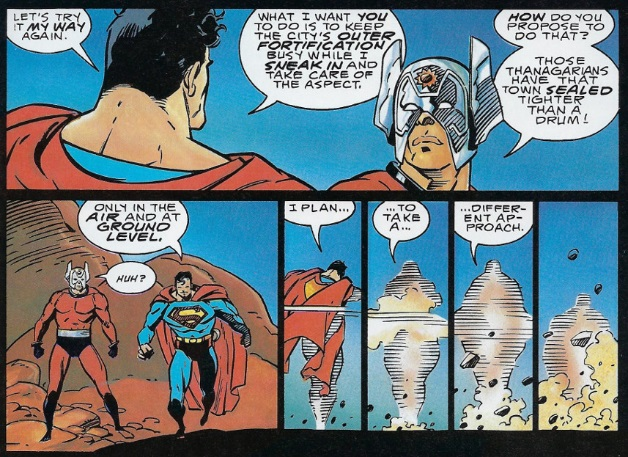 LET'S TRY
IT MY WAY
AGAIN.
WHAT I WANT YOU
TO DO IS TO KEEP
THE CITY'S OUTER
FORTIFICATION
BUSY WHILE I
SNEAK IN AND
TAKE CARE OF
THE ASPECT.
HOW DO YOU
PROPOSE TO
DO THAT?
THOSE
THANAGARIANS
HAVE THAT
TOWN SEALED
TIGHTER
THAN A
DRUM!
ONLY IN THE
AIR AND AT
GROUND
LEVEL.
HUH?
I PLAN...
...TO
TAKE
A...
...DIFFER-
ENT AP-
PROACH.